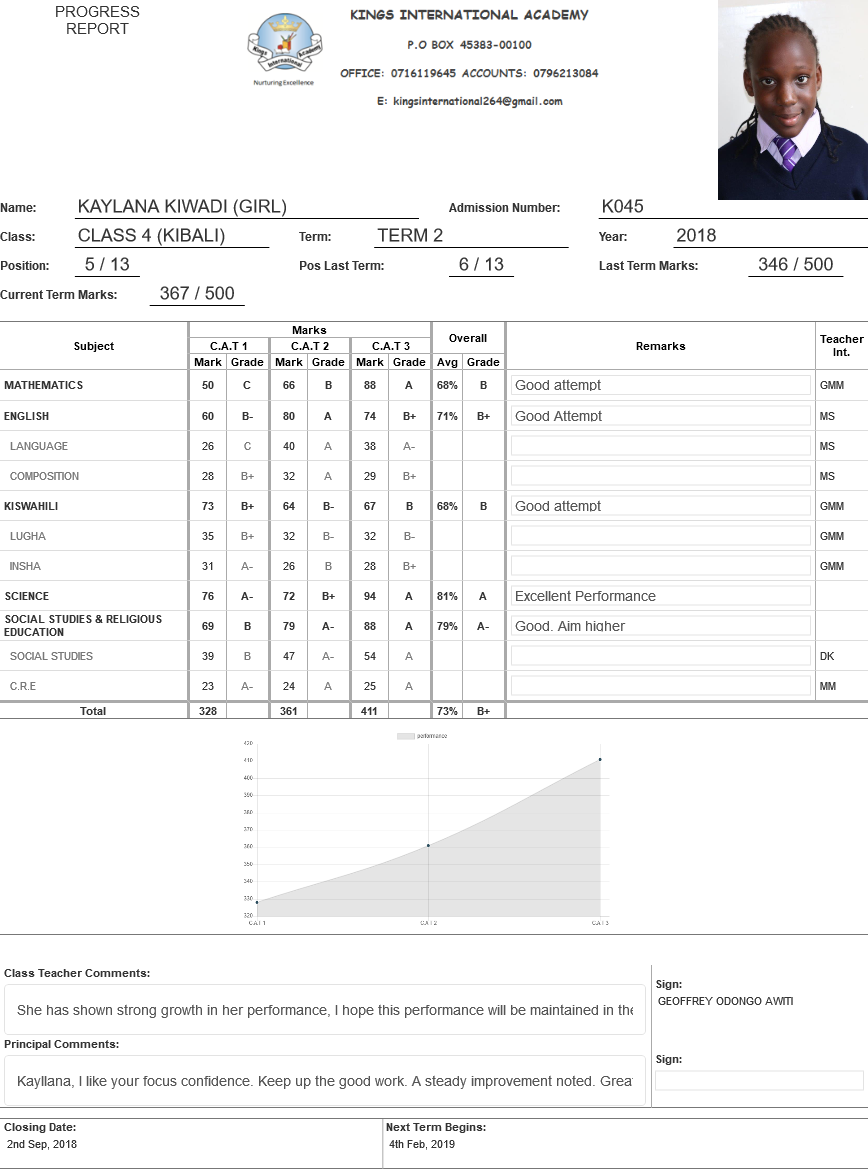 PROGRESS
REPORT
Kings International Academy
Nurturing Excellence
KINGS INTERNATIONAL ACADEMY
P.O BOX 45383-00100
OFFICE: 0716119645 ACCOUNTS: 0796213084
E: kingsinternational264@gmail.com
Name: KAYLANA KIWADI (GIRL) Admission Number: K045
Class: CLASS 4 (KIBALI) Term: TERM 2 Year: 2018
Position: 5 / 13 Pos Last Term: 6 / 13 Last Term Marks: 346 / 500
Current Term Marks: 367 / 500
Subject Marks Overall Remarks Teacher Int.
C.A.T 1 C.A.T 2 C.A.T 3
Mark Grade Mark Grade Mark Grade Avg Grade
MATHEMATICS 50 C 66 B 88 A 68% B Good attempt GMM
ENGLISH 60 B- 80 A 74 B+ 71% B+ Good Attempt MS
LANGUAGE 26 C 40 A 38 A- MS
COMPOSITION 28 B+ 32 A 29 B+ MS
KISWAHILI 73 B+ 64 B- 67 B 68% B Good attempt GMM
LUGHA 35 B+ 32 B- 32 B- GMM
INSHA 31 A- 26 B 28 B+ GMM
SCIENCE 76 A- 72 B+ 94 A 81% A Excellent Performance
SOCIAL STUDIES & RELIGIOUS EDUCATION 69 B 79 A- 88 A 79% A- Good. Aim higher
SOCIAL STUDIES 39 B 47 A- 54 A DK
C.R.E 23 A- 24 A 25 A MM
Total 328 361 411 73% B+
performance
420
410
400
390
380
370
360
350
340
330
320
C.A.T 1 C.A.T 2 C.A.T 3
Class Teacher Comments:
She has shown strong growth in her performance, I hope this performance will be maintained in the
Sign:
GEOFFREY ODONGO AWITI
Principal Comments:
Kayllana, I like your focus confidence. Keep up the good work. A steady improvement noted. Grea
Sign:
Closing Date: Next Term Begins:
2nd Sep, 2018 4th Feb, 2019